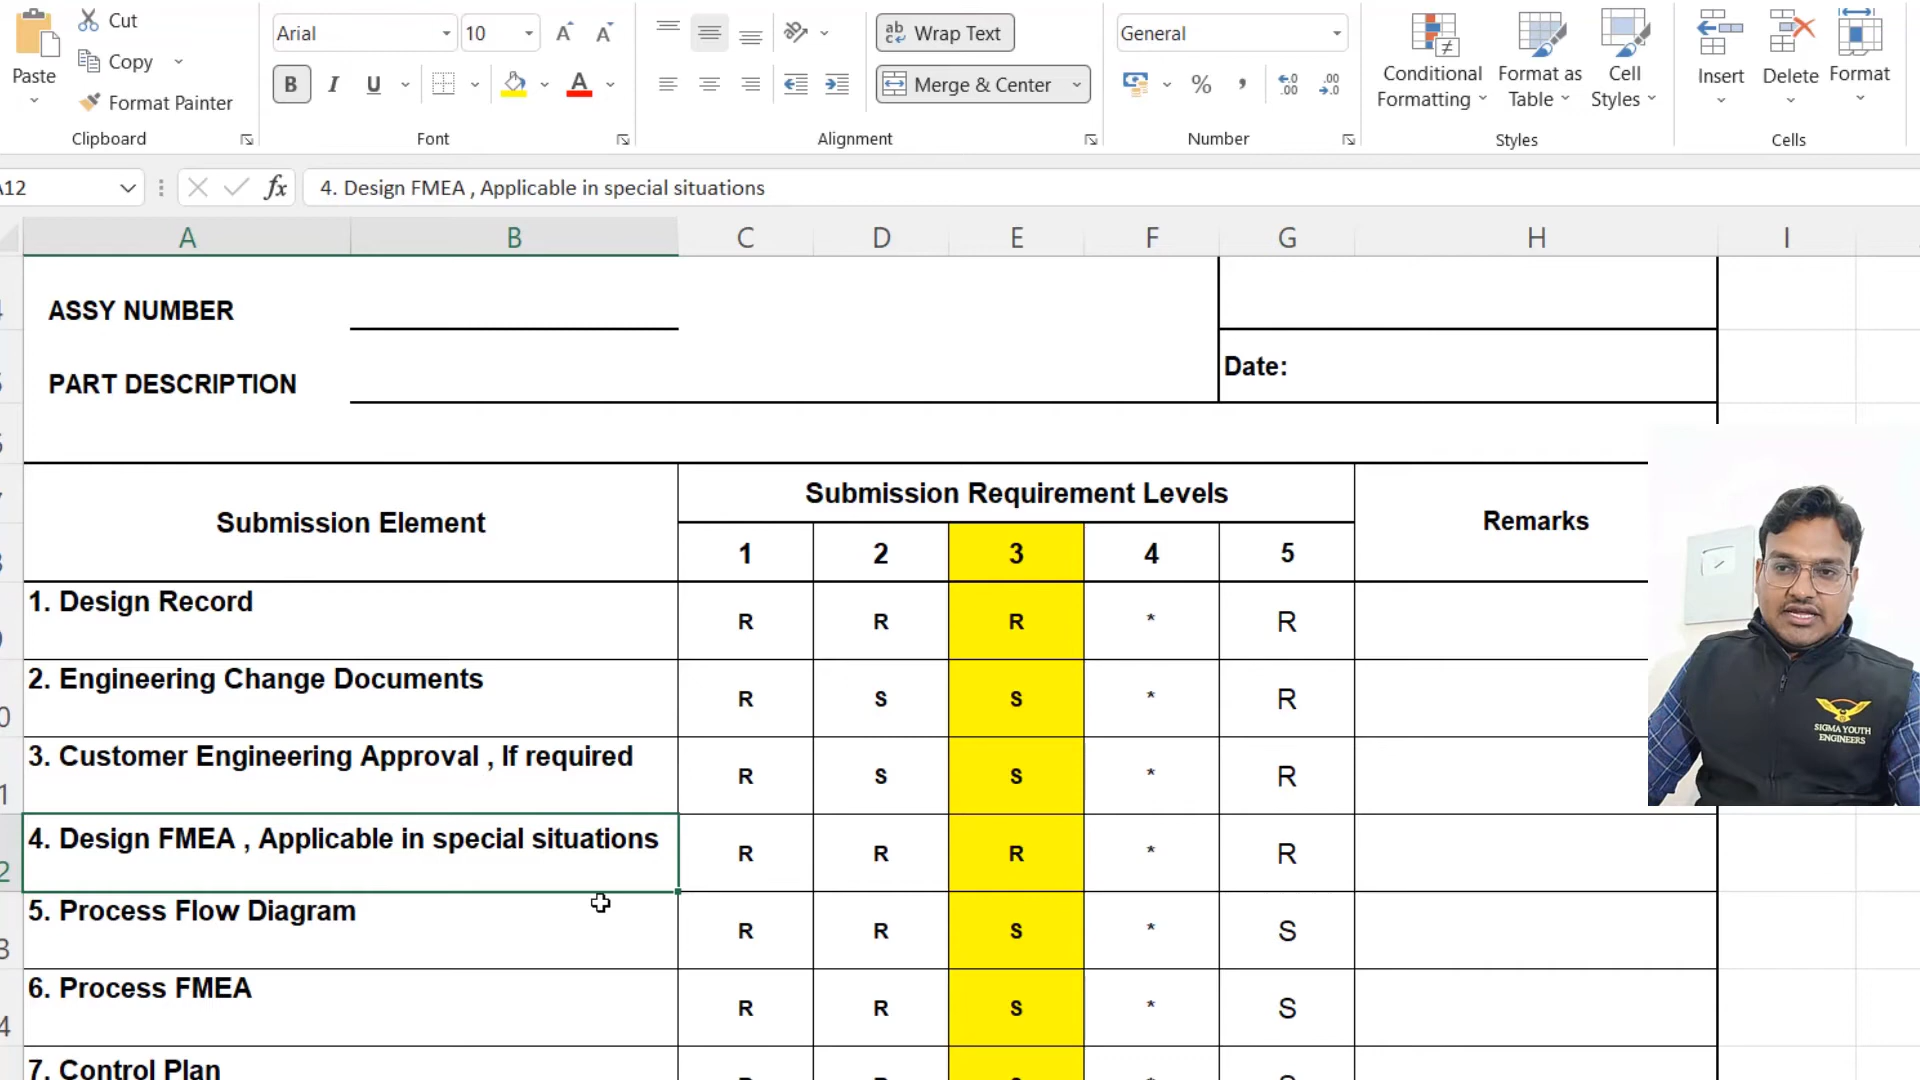 Cut
Copy
Paste
Format Painter
Clipboard
Arial
10
B I U
Font
Wrap Text
Merge & Center
Alignment
General
Number
Conditional Formatting
Format as Table
Cell Styles
Styles
Insert
Delete
Format
Cells
A12
fx
4. Design FMEA , Applicable in special situations
A B C D E F G H I
ASSY NUMBER
Date:
PART DESCRIPTION
Submission Element
Submission Requirement Levels
Remarks
1 2 3 4 5
1. Design Record
R R R * R
2. Engineering Change Documents
R S S * R
3. Customer Engineering Approval , If required
R S S * R
4. Design FMEA , Applicable in special situations
R R R * R
5. Process Flow Diagram
R R S * S
6. Process FMEA
R R S * S
7. Control Plan
SIGMA YOUTH
ENGINEERS